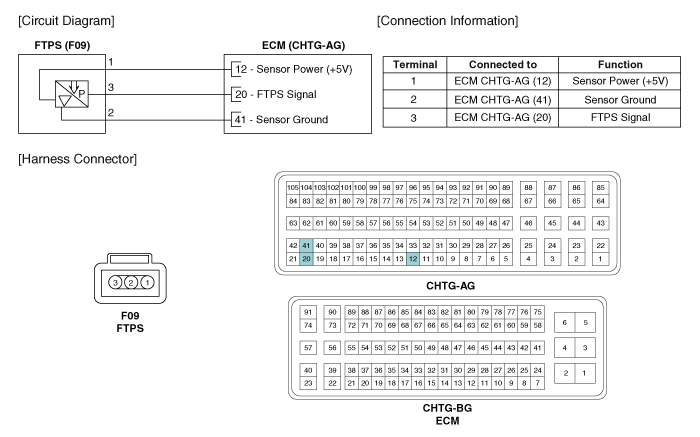 [Circuit Diagram]
[Connection Information]
FTPS (F09)
ECM (CHTG-AG)
1
12 - Sensor Power (+5V)
3
P
20 - FTPS Signal
2
41 - Sensor Ground
Terminal Connected to Function
1 ECM CHTG-AG (12) Sensor Power (+5V)
2 ECM CHTG-AG (41) Sensor Ground
3 ECM CHTG-AG (20) FTPS Signal
[Harness Connector]
3 2 1
F09
FTPS
105 104 103 102 101 100 99 98 97 96 95 94 93 92 91 90 89 88 87 86 85
84 83 82 81 80 79 78 77 76 75 74 73 72 71 70 69 68 67 66 65 64
63 62 61 60 59 58 57 56 55 54 53 52 51 50 49 48 47 46 45 44 43
42 41 40 39 38 37 36 35 34 33 32 31 30 29 28 27 26 25 24 23 22
21 20 19 18 17 16 15 14 13 12 11 10 9 8 7 6 5 4 3 2 1
CHTG-AG
91 90 89 88 87 86 85 84 83 82 81 80 79 78 77 76 75
74 73 72 71 70 69 68 67 66 65 64 63 62 61 60 59 58 6 5
57 56 55 54 53 52 51 50 49 48 47 46 45 44 43 42 41 4 3
40 39 38 37 36 35 34 33 32 31 30 29 28 27 26 25 24 2 1
23 22 21 20 19 18 17 16 15 14 13 12 11 10 9 8 7
CHTG-BG
ECM